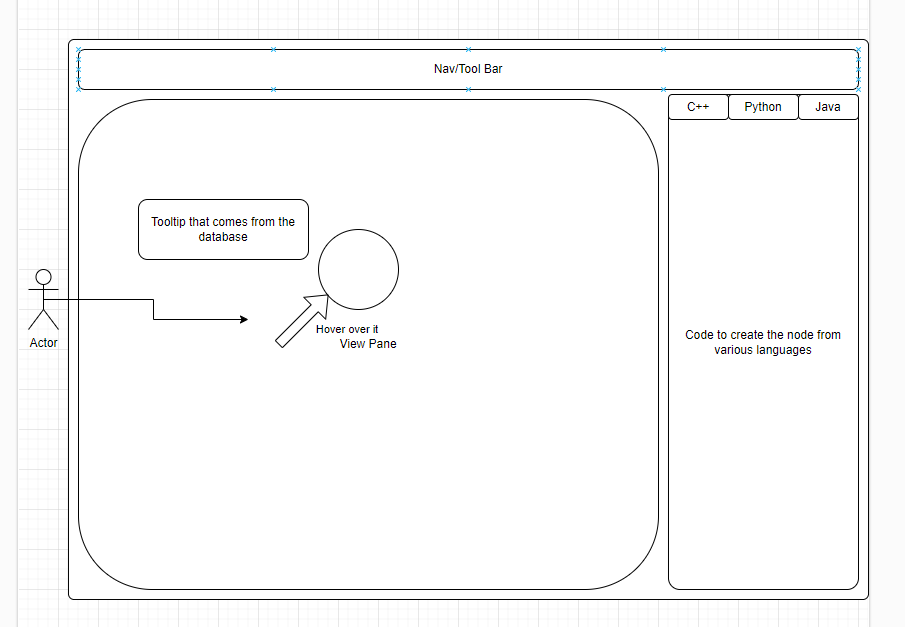 Nav/Tool Bar
C++
Python
Java
Tooltip that comes from the
database
Hover over it
View Pane
Actor
Code to create the node from
various languages